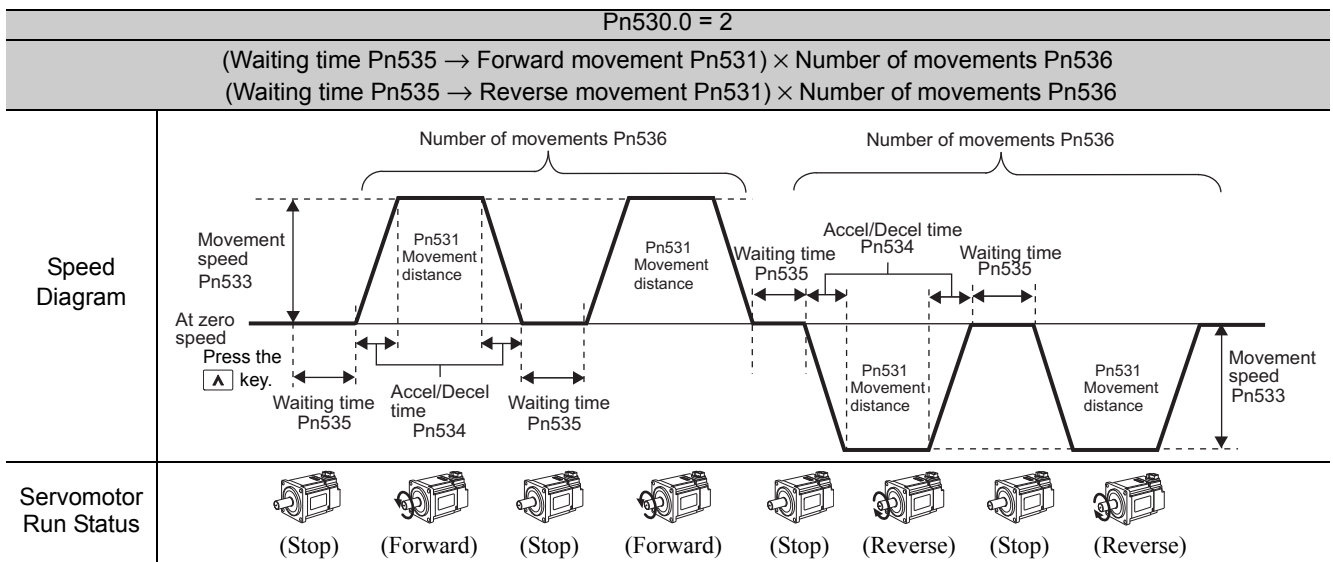 Pn530.0 = 2
(Waiting time Pn535 → Forward movement Pn531) × Number of movements Pn536
(Waiting time Pn535 → Reverse movement Pn531) × Number of movements Pn536
Speed
Diagram
Number of movements Pn536
Number of movements Pn536
Movement
speed
Pn533
Pn531
Movement
distance
Pn531
Movement
distance
Waiting time
Pn535
Accel/Decel time
Pn534
Waiting time
Pn535
At zero
speed
Press the
∧ key.
Waiting time
Pn535
Accel/Decel
time
Pn534
Waiting time
Pn535
Pn531
Movement
distance
Pn531
Movement
distance
Movement
speed
Pn533
Servomotor
Run Status
(Stop) (Forward) (Stop) (Forward) (Stop) (Reverse) (Stop) (Reverse)